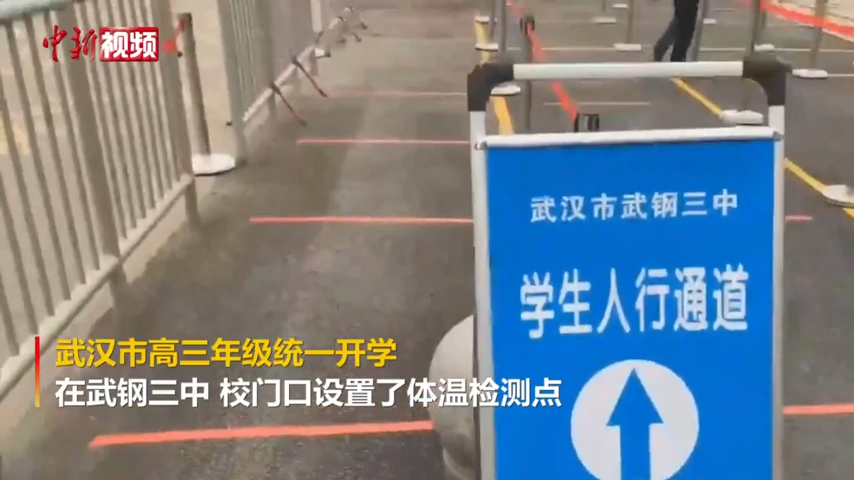 中新视频
武汉市武钢三中
学生人行通道
武汉市高三年级统一开学
在武钢三中 校门口设置了体温检测点